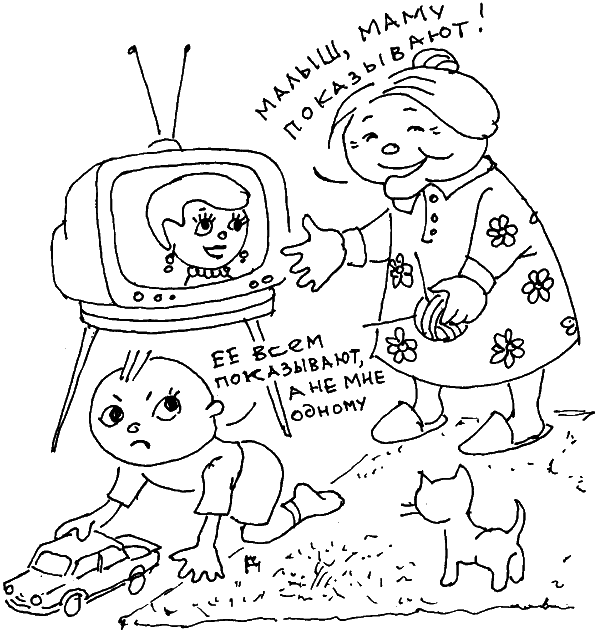 МАЛЫШ, МАМУ
ПОКАЗЫВАЮТ!
ЕЕ ВСЕМ
ПОКАЗЫВАЮТ,
А НЕ МНЕ
ОДНОМУ